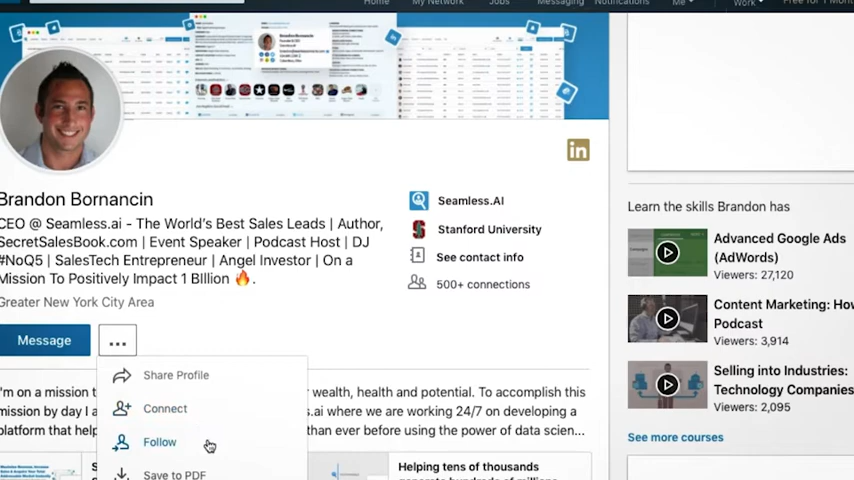 Home
My Network
Jobs
Messaging
Notifications
Me
Work
Brandon Bornancin
CEO @ Seamless.ai - The World's Best Sales Leads | Author,
SecretSalesBook.com | Event Speaker | Podcast Host | DJ
#NoQ5 | SalesTech Entrepreneur | Angel Investor | On a
Mission To Positively Impact 1 BIllion 🔥.
Greater New York City Area
Message
...
in
Seamless.AI
Stanford University
See contact info
500+ connections
Share Profile
Connect
Follow
Save to PDF
I'm on a mission t
wealth, health and potential. To accomplish this
mission by day I a
s.ai where we are working 24/7 on developing a
platform that help
than ever before using the power of data scien...
Helping tens of thousands
Learn the skills Brandon has
Advanced Google Ads
(AdWords)
Viewers: 27,120
Content Marketing: How
Podcast
Viewers: 3,914
Selling into Industries:
Technology Companies
Viewers: 2,095
See more courses